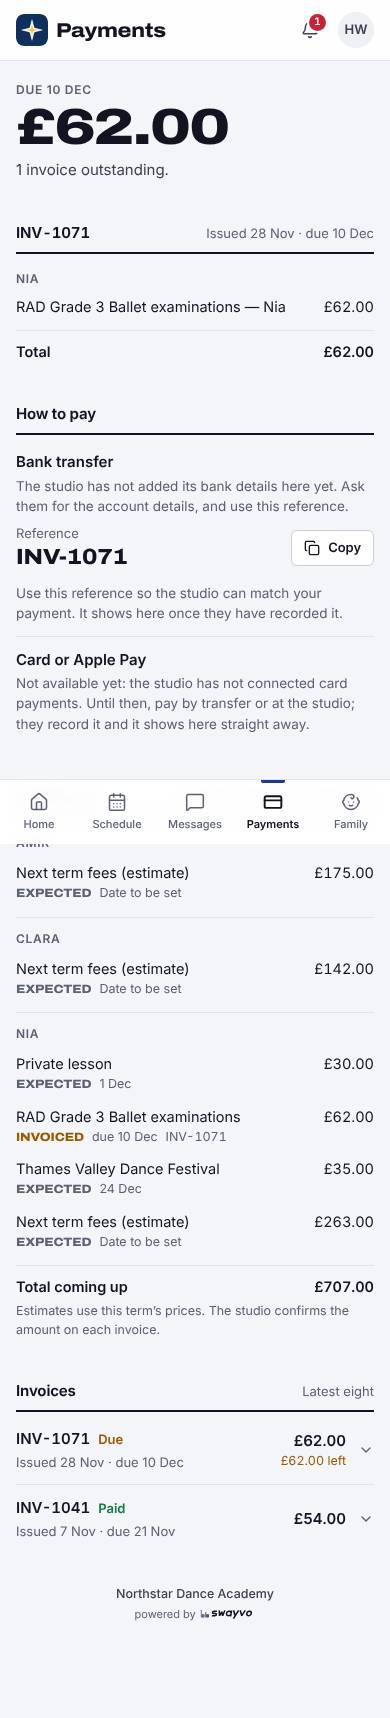 Payments
1
HW
DUE 10 DEC
£62.00
1 invoice outstanding.
INV-1071
Issued 28 Nov · due 10 Dec
NIA
RAD Grade 3 Ballet examinations — Nia £62.00
Total £62.00
How to pay
Bank transfer
The studio has not added its bank details here yet. Ask
them for the account details, and use this reference.
Reference
INV-1071
Copy
Use this reference so the studio can match your
payment. It shows here once they have recorded it.
Card or Apple Pay
Not available yet: the studio has not connected card
payments. Until then, pay by transfer or at the studio;
they record it and it shows here straight away.
Home Schedule Messages Payments Family
AMIR
Next term fees (estimate) £175.00
EXPECTED Date to be set
CLARA
Next term fees (estimate) £142.00
EXPECTED Date to be set
NIA
Private lesson £30.00
EXPECTED 1 Dec
RAD Grade 3 Ballet examinations £62.00
INVOICED due 10 Dec INV-1071
Thames Valley Dance Festival £35.00
EXPECTED 24 Dec
Next term fees (estimate) £263.00
EXPECTED Date to be set
Total coming up £707.00
Estimates use this term's prices. The studio confirms the
amount on each invoice.
Invoices Latest eight
INV-1071 Due £62.00
Issued 28 Nov · due 10 Dec £62.00 left
INV-1041 Paid £54.00
Issued 7 Nov · due 21 Nov
Northstar Dance Academy
powered by swayvo